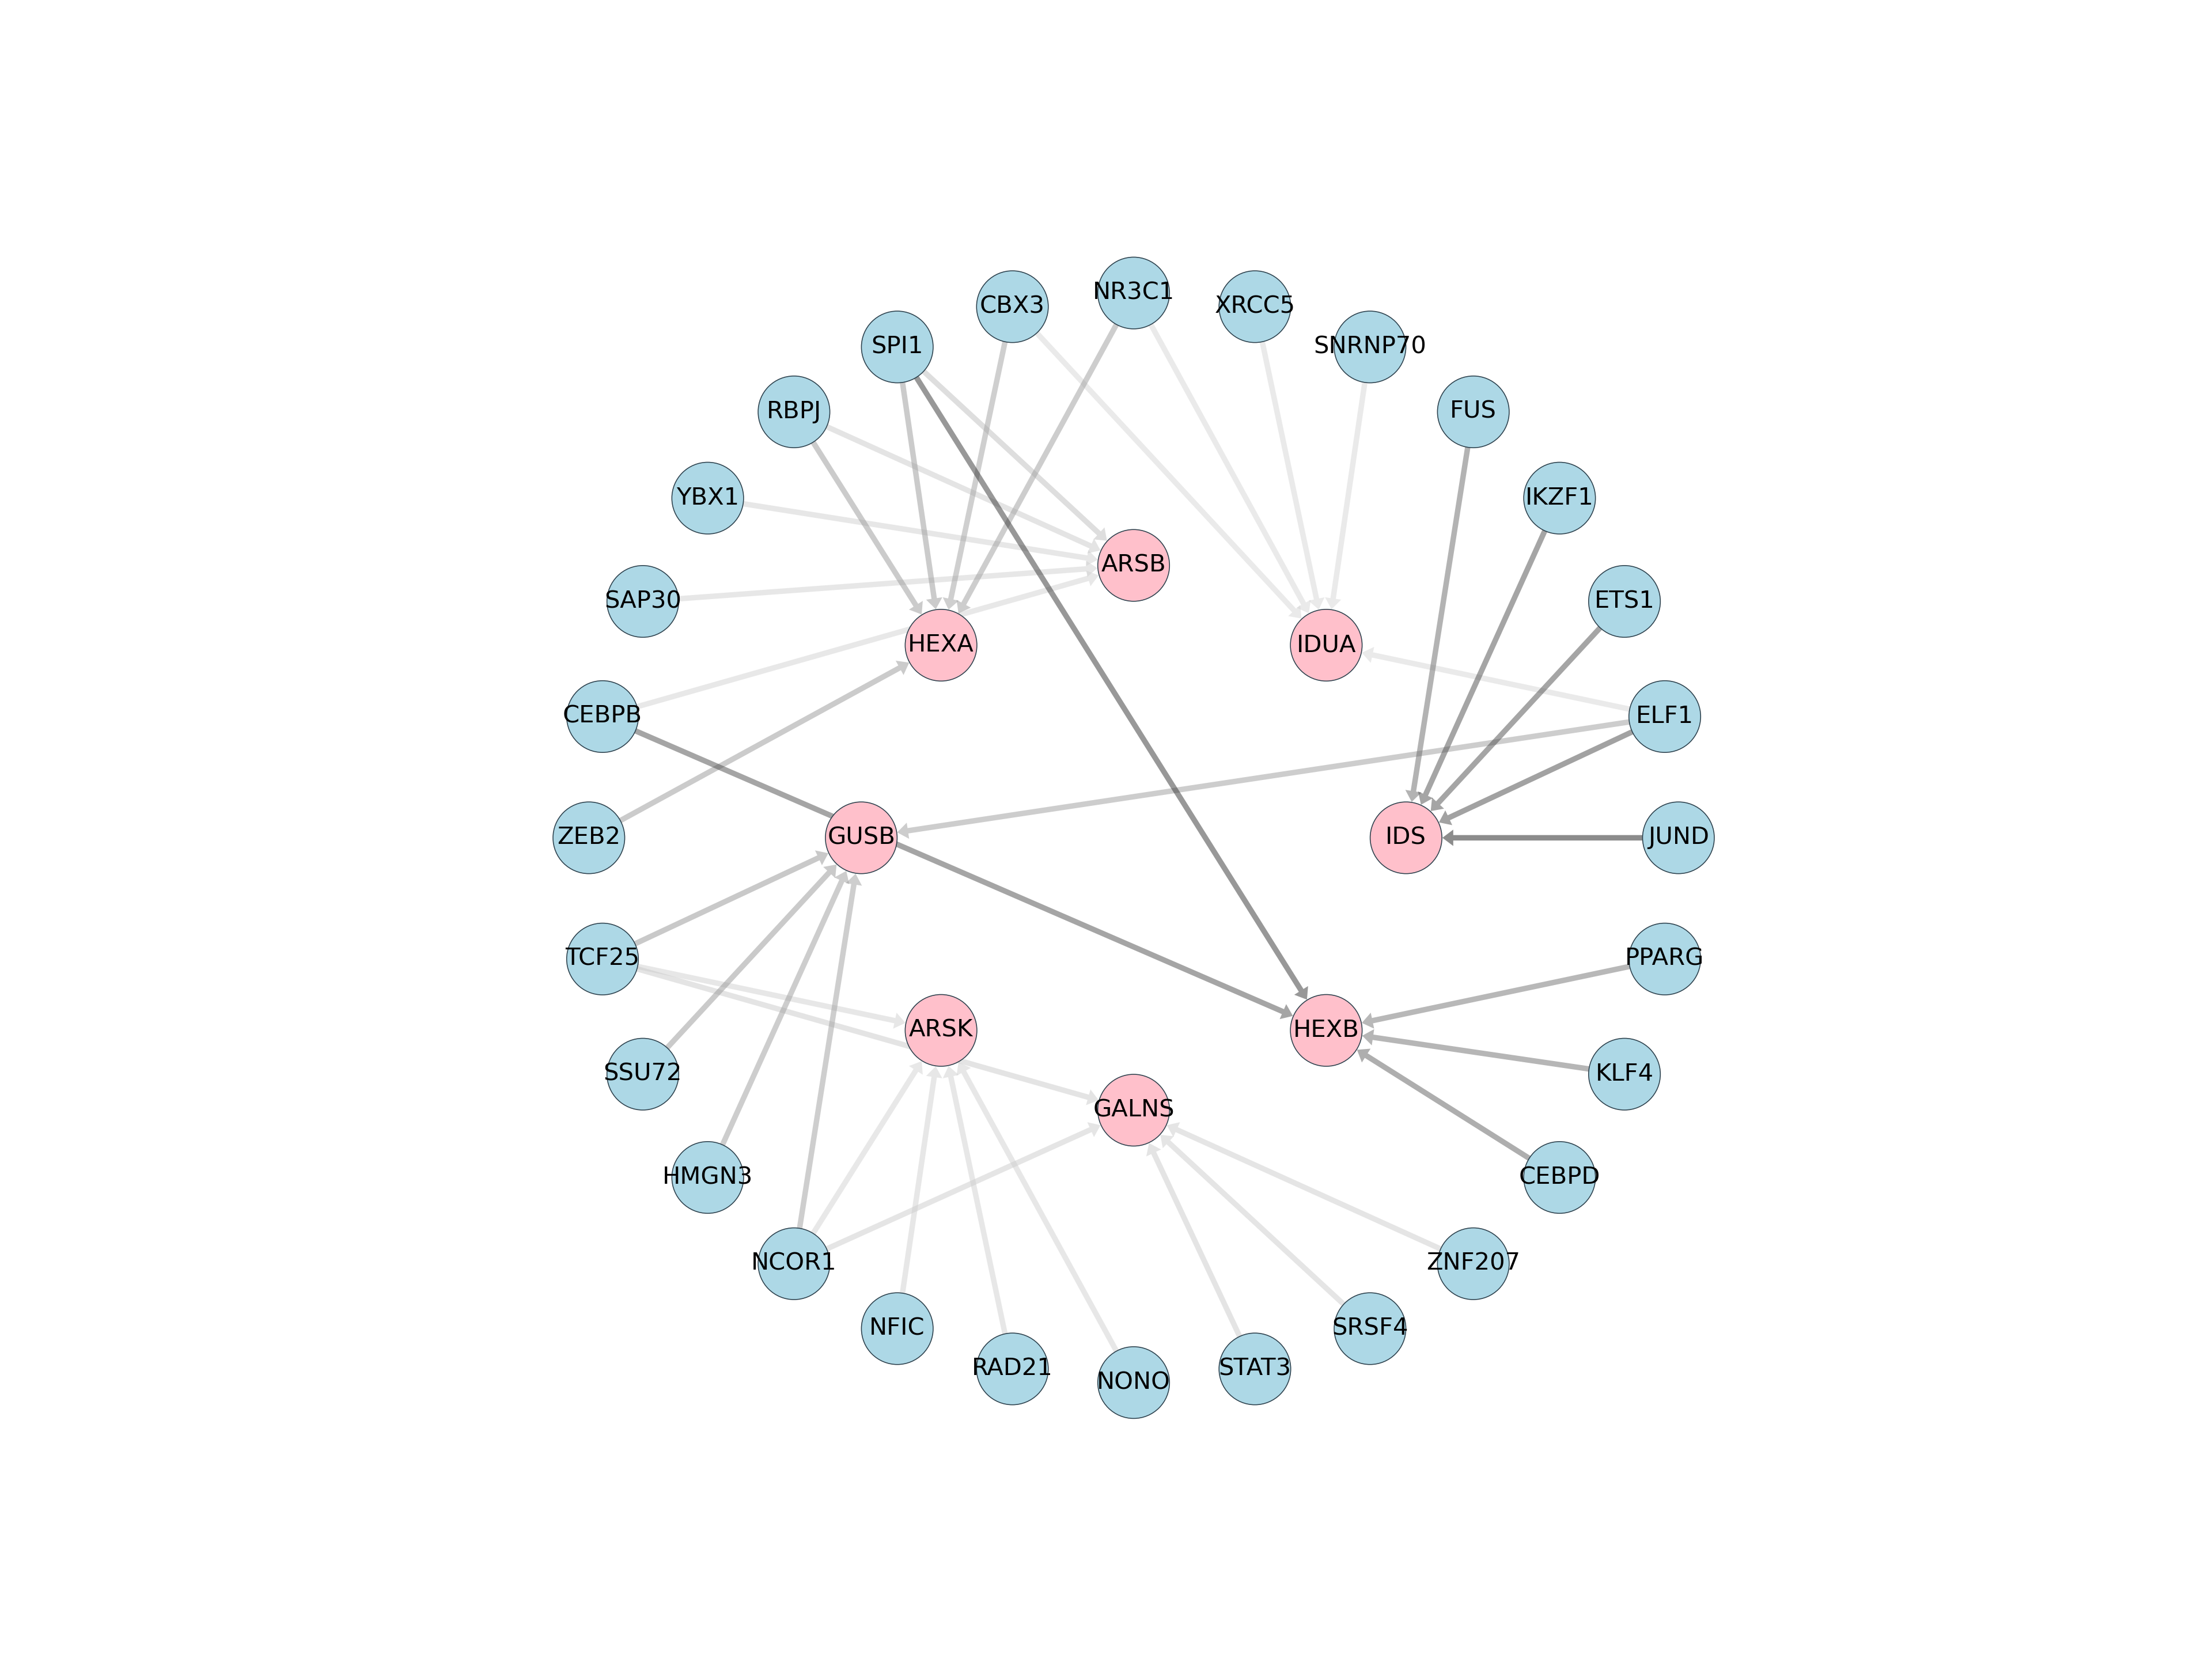 NR3C1
CBX3
XRCC5
SPI1
SNRNP70
RBPJ
FUS
YBX1
IKZF1
ARSB
SAP30
ETS1
HEXA
IDUA
CEBPB
ELF1
ZEB2
GUSB
IDS
JUND
TCF25
PPARG
ARSK
HEXB
SSU72
KLF4
GALNS
HMGN3
CEBPD
NCOR1
ZNF207
NFIC
SRSF4
RAD21
STAT3
NONO